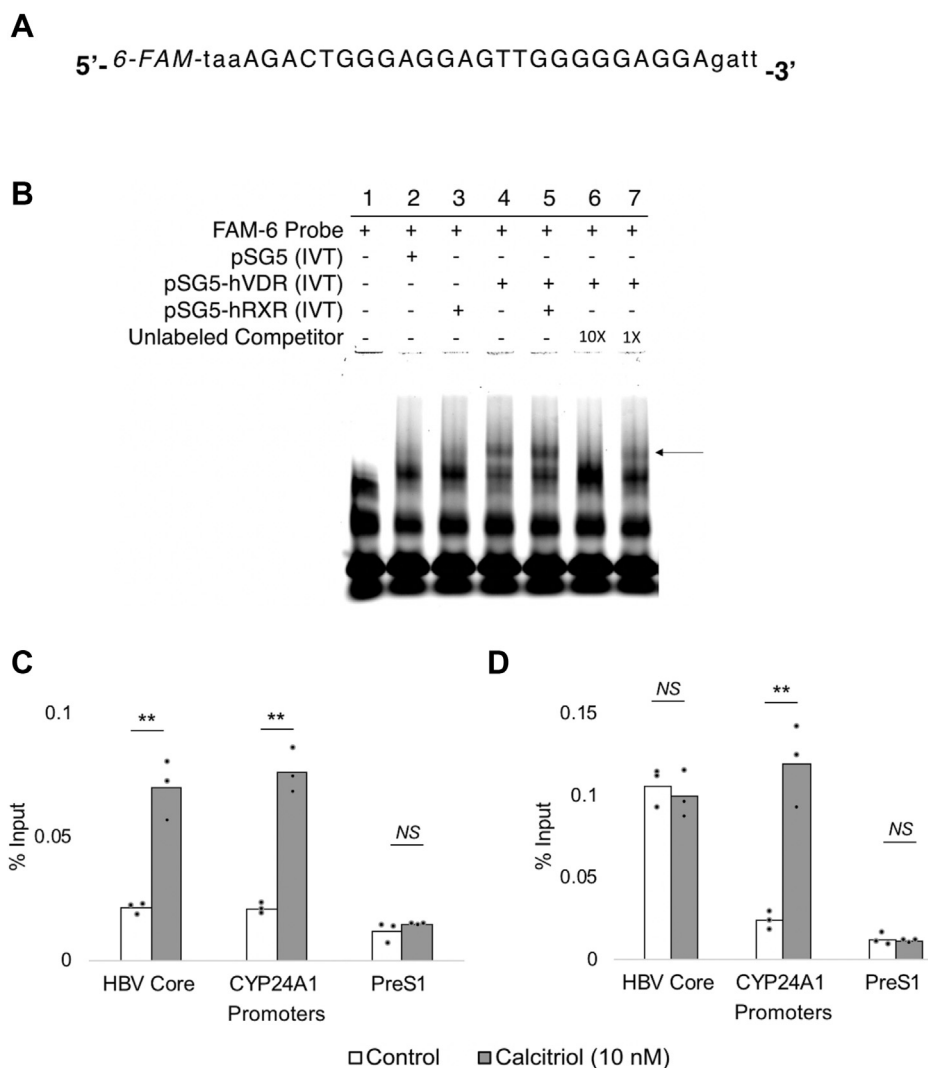 A
5'- 6-FAM-taaAGACTGGGAGGAGTTGGGGGAGGAgatt -3'
B
1 2 3 4 5 6 7
FAM-6 Probe + + + + + + +
pSG5 (IVT) - + - - - - -
pSG5-hVDR (IVT) - - - + + + +
pSG5-hRXR (IVT) - - + - + - -
Unlabeled Competitor - - - - - 10X 1X
C
0.1
0.05
0
% Input
**
**
NS
HBV Core CYP24A1 PreS1
Promoters
D
0.15
0.1
0.05
0
% Input
NS
**
NS
HBV Core CYP24A1 PreS1
Promoters
Control Calcitriol (10 nM)